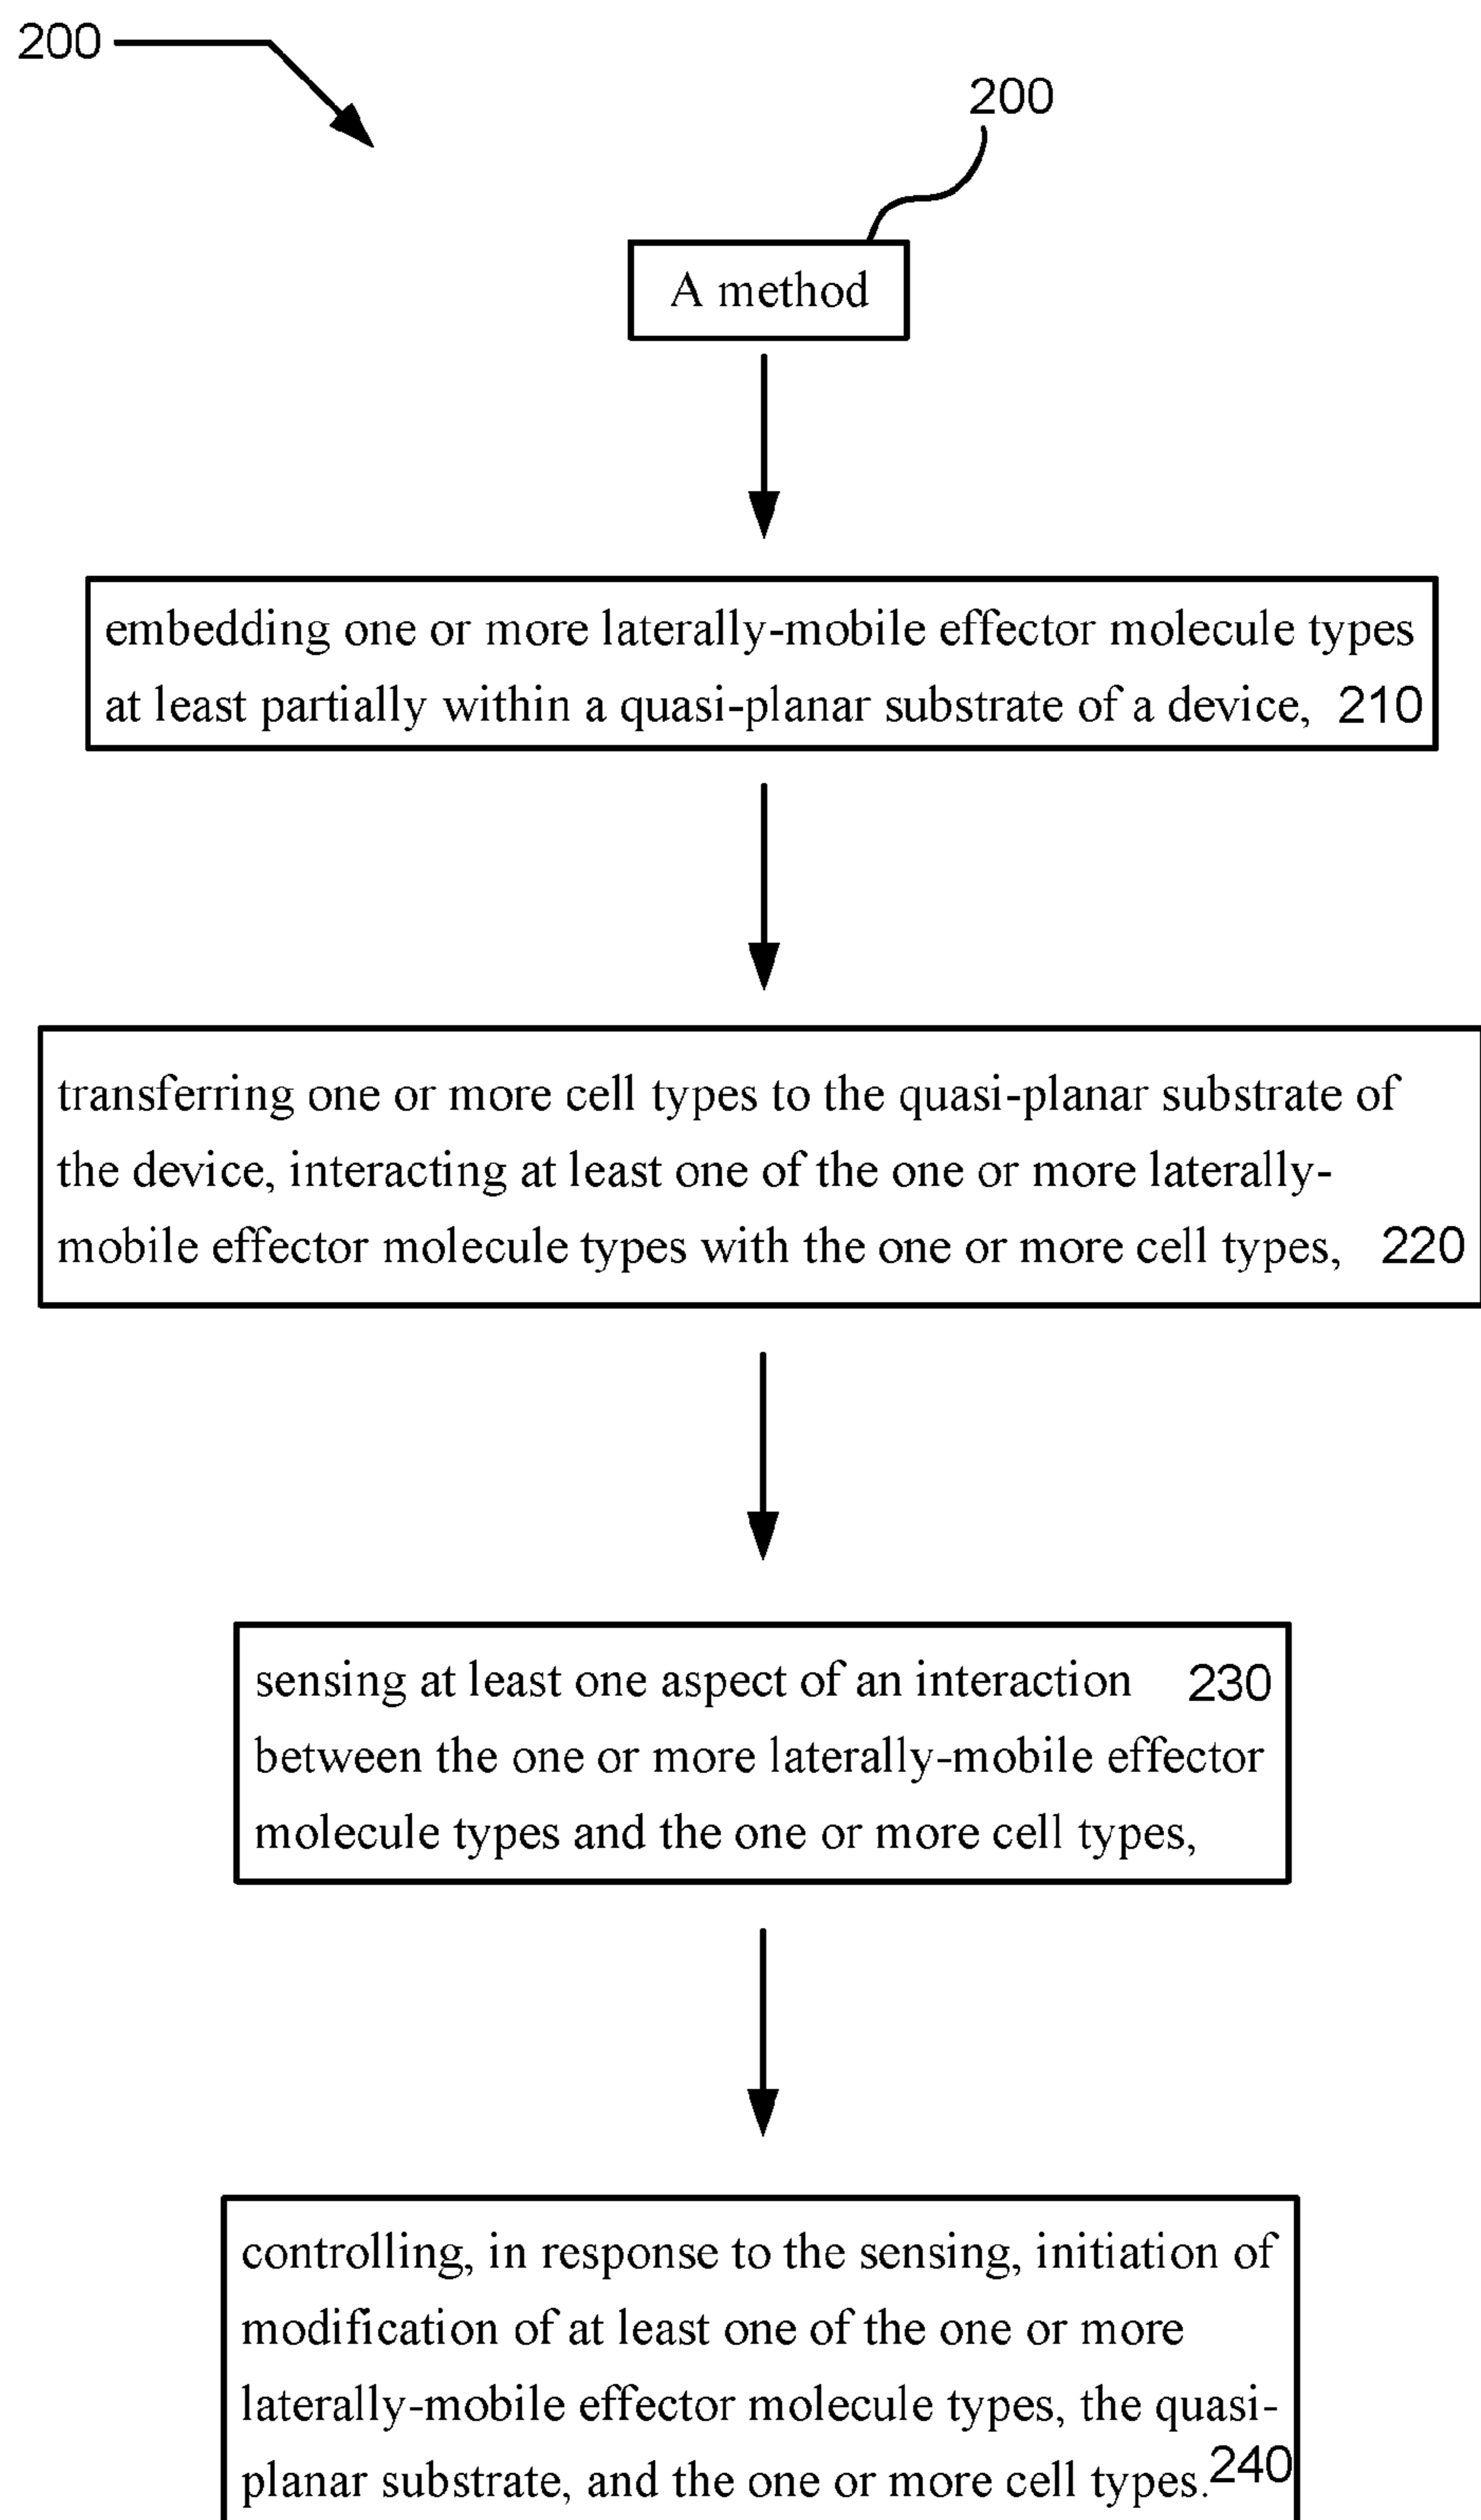 200
200
A method
embedding one or more laterally-mobile effector molecule types
at least partially within a quasi-planar substrate of a device, 210
transferring one or more cell types to the quasi-planar substrate of
the device, interacting at least one of the one or more laterally-
mobile effector molecule types with the one or more cell types, 220
sensing at least one aspect of an interaction 230
between the one or more laterally-mobile effector
molecule types and the one or more cell types,
controlling, in response to the sensing, initiation of
modification of at least one of the one or more
laterally-mobile effector molecule types, the quasi-
planar substrate, and the one or more cell types. 240